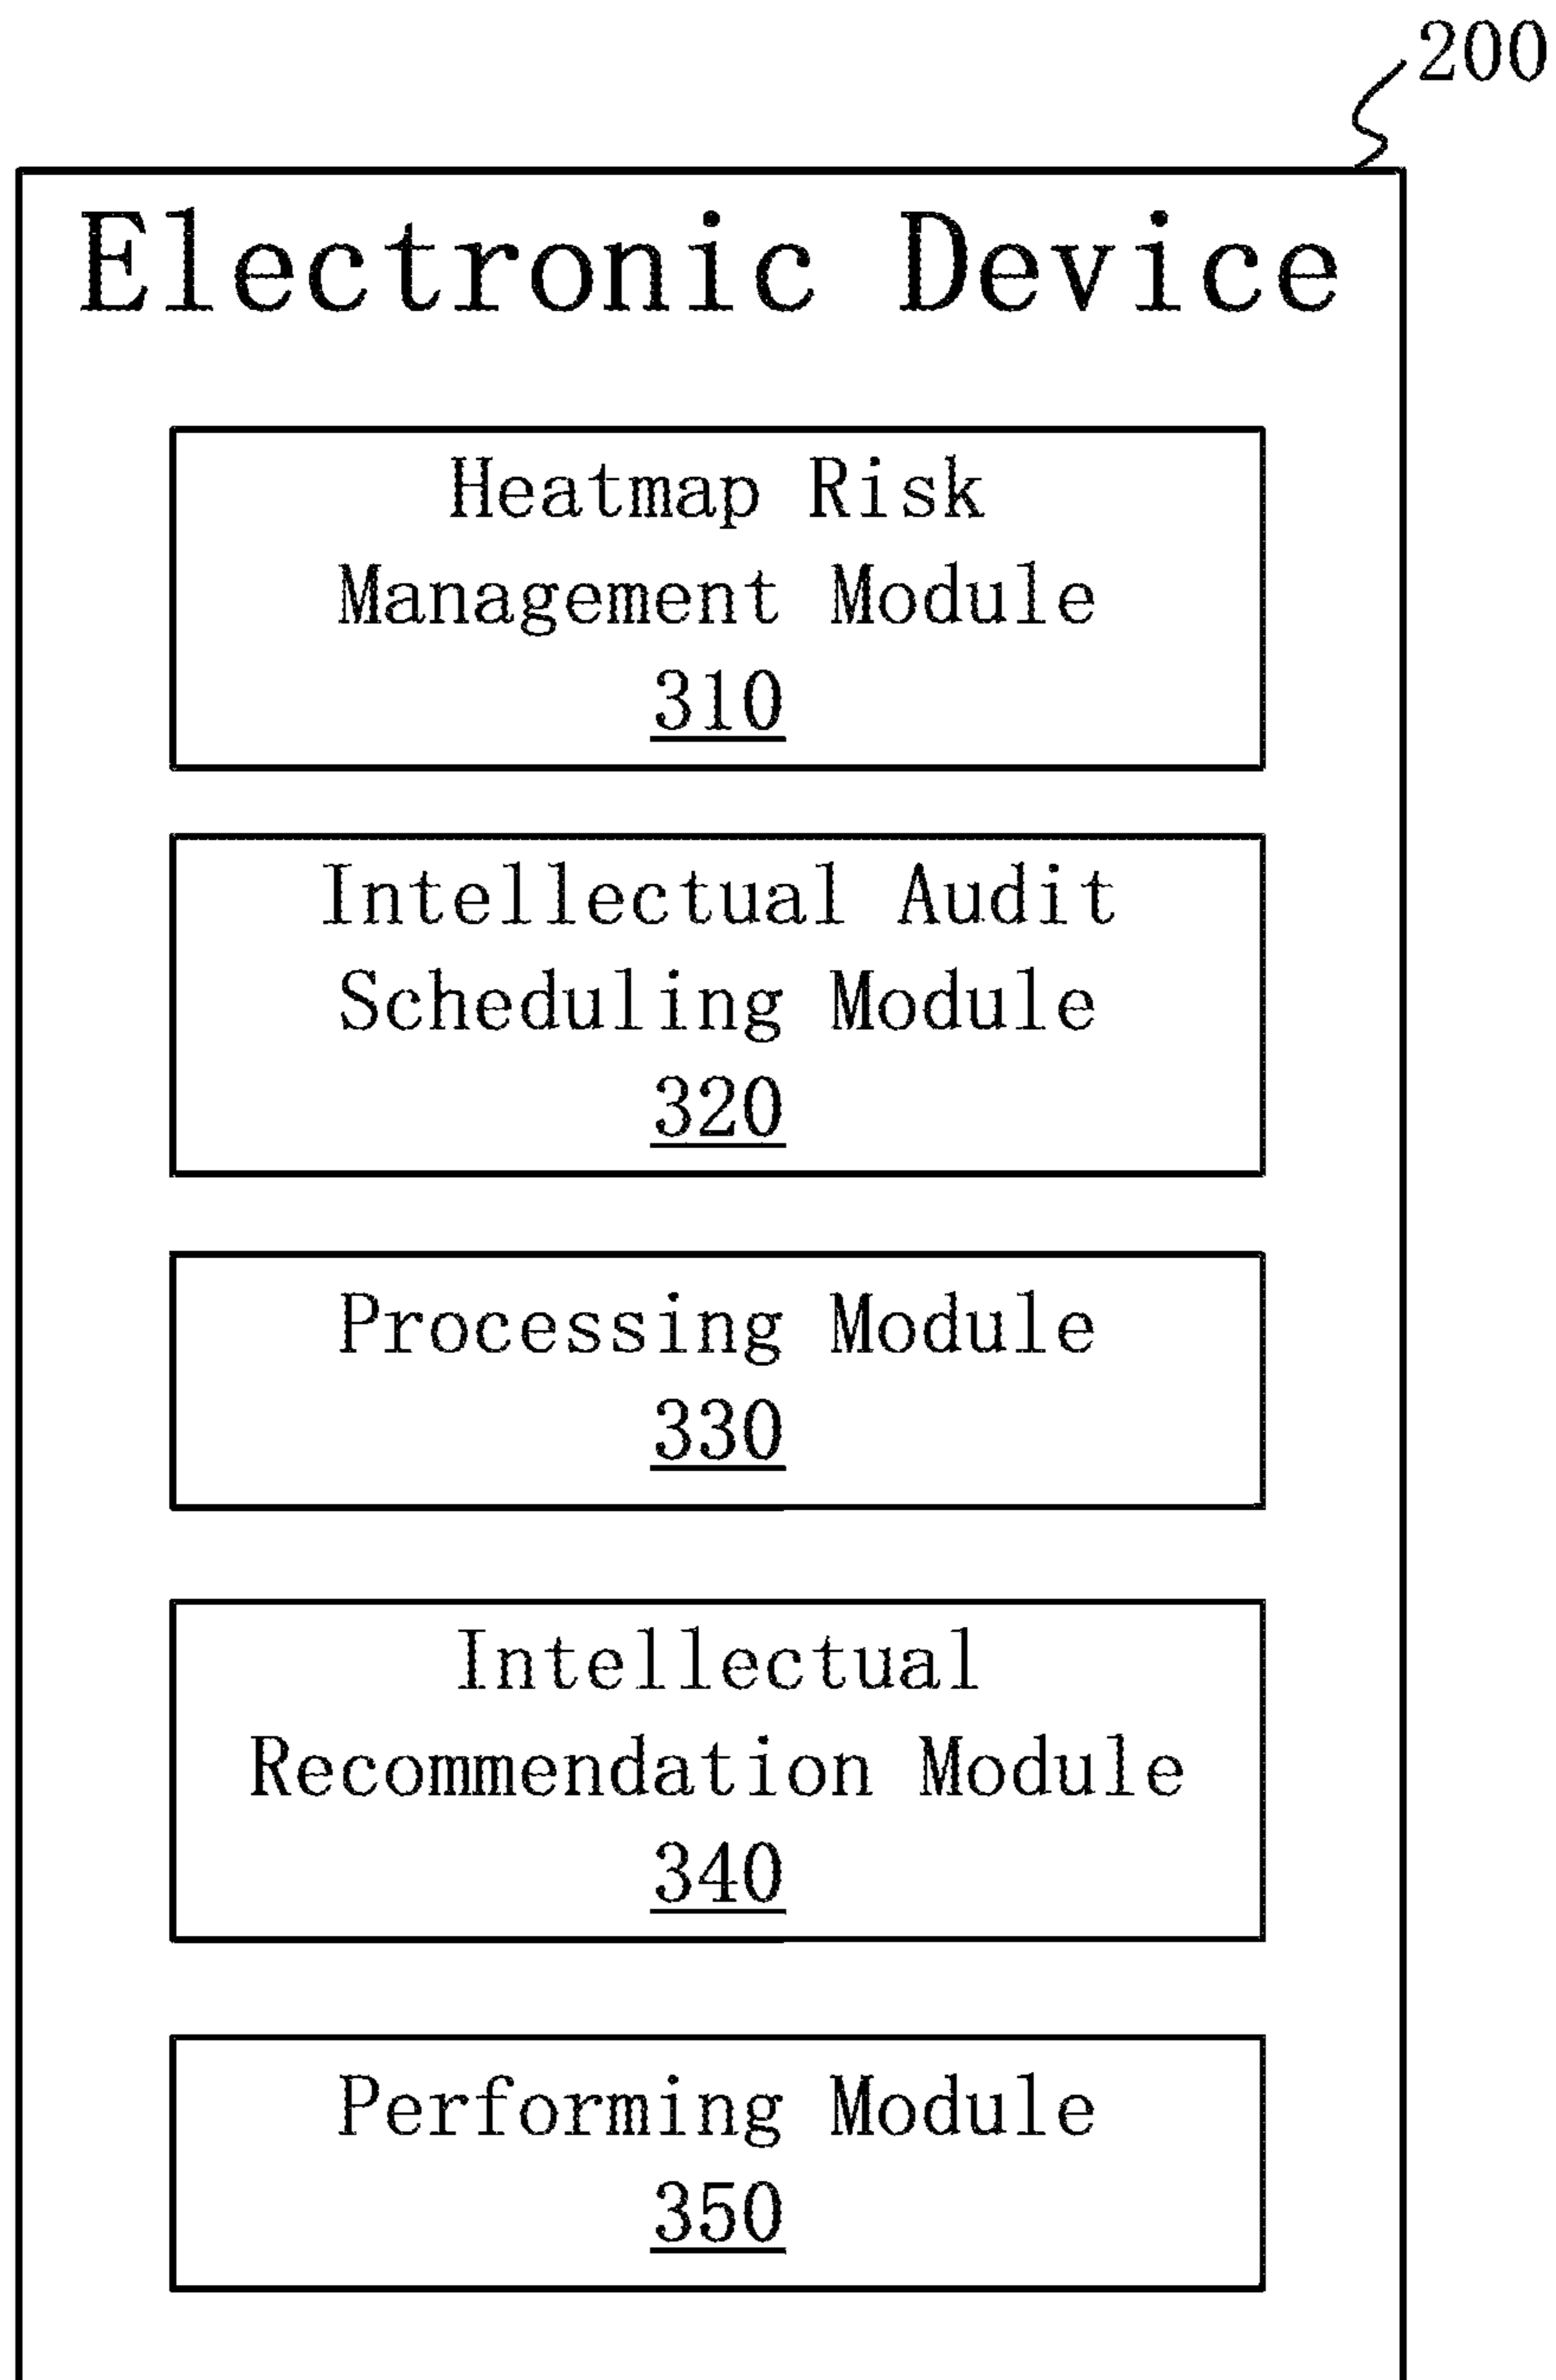 200
Electronic Device
Heatmap Risk
Management Module
310
Intellectual Audit
Scheduling Module
320
Processing Module
330
Intellectual
Recommendation Module
340
Performing Module
350